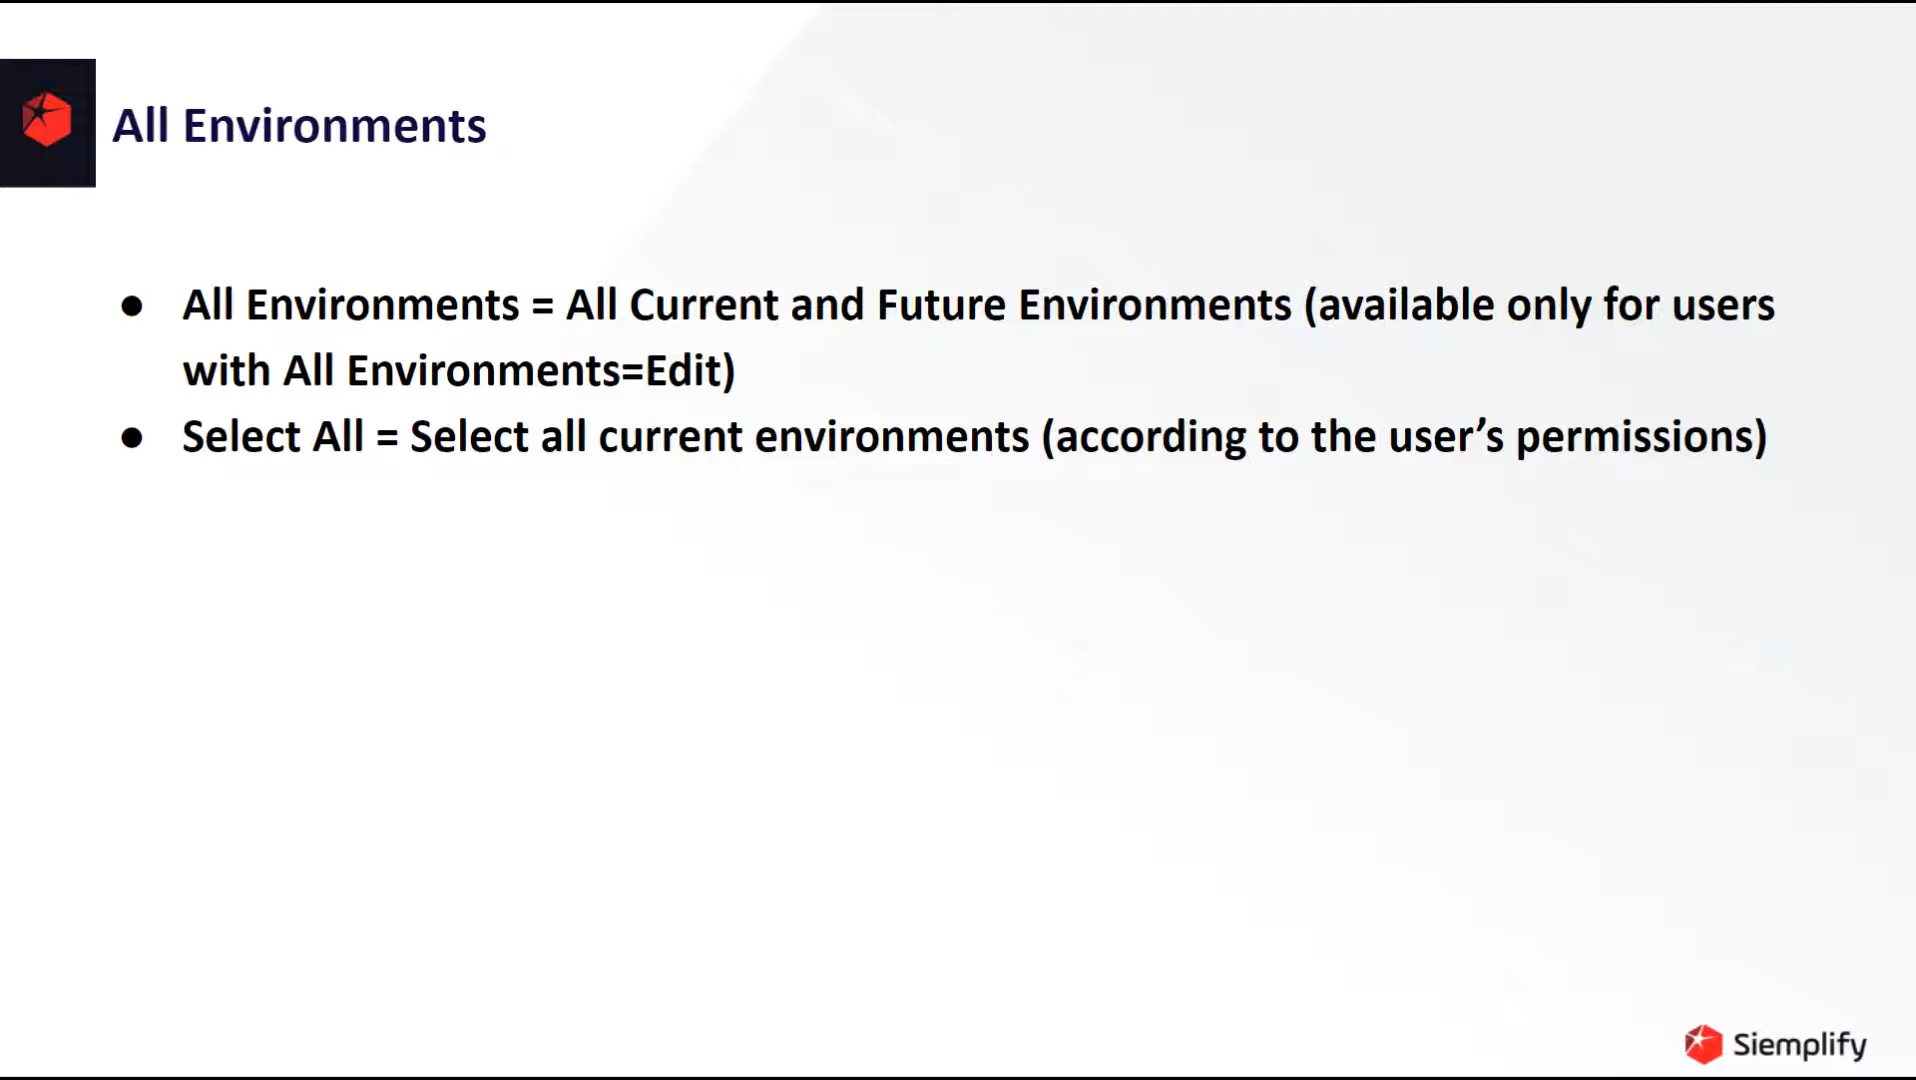 All Environments
● All Environments = All Current and Future Environments (available only for users
with All Environments=Edit)
● Select All = Select all current environments (according to the user’s permissions)
Siemplify